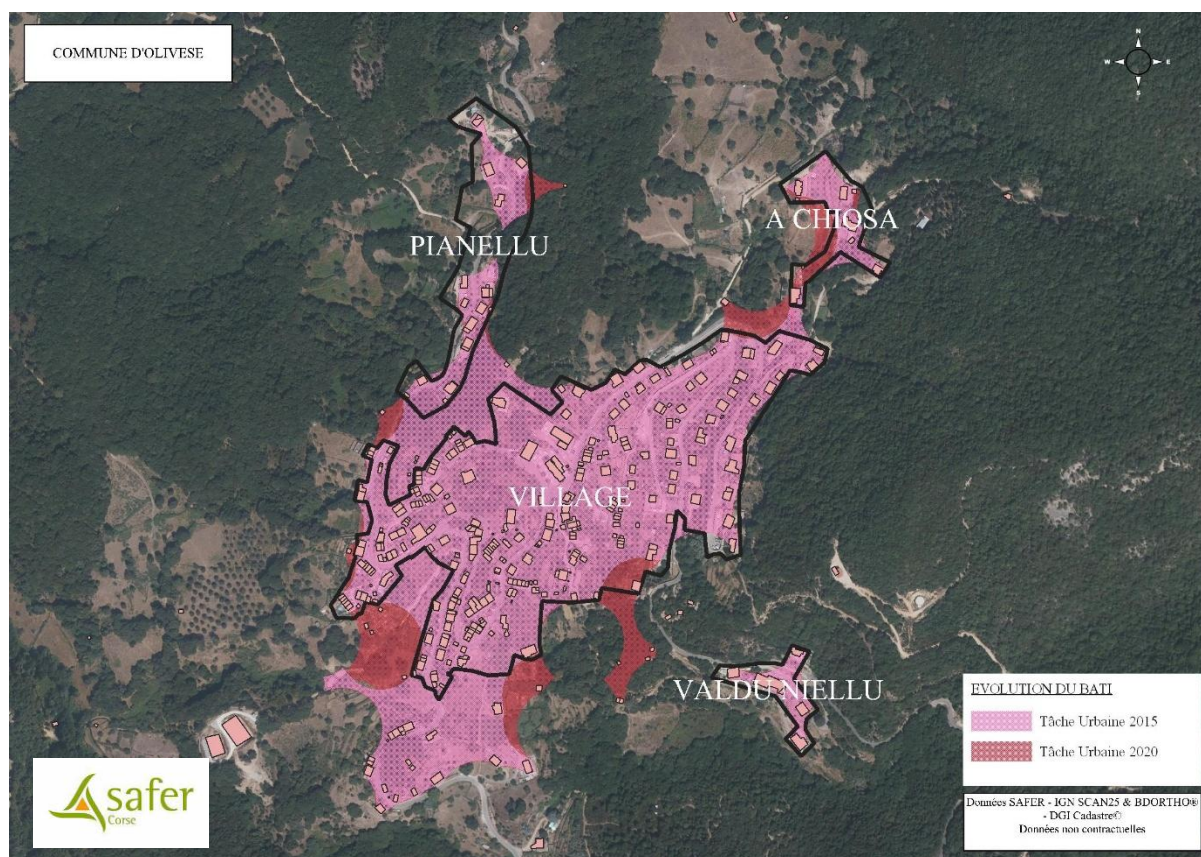 COMMUNE D'OLIVESE
N
W
E
S
A CHIOSA
PIANELLU
VILLAGE
VALDU NIELLU
EVOLUTION DU BATI
Tâche Urbaine 2015
Tâche Urbaine 2020
safer
Corse
Données SAFER - IGN SCAN25 & BDORTHO®
- DGI Cadastre©
Données non contractuelles